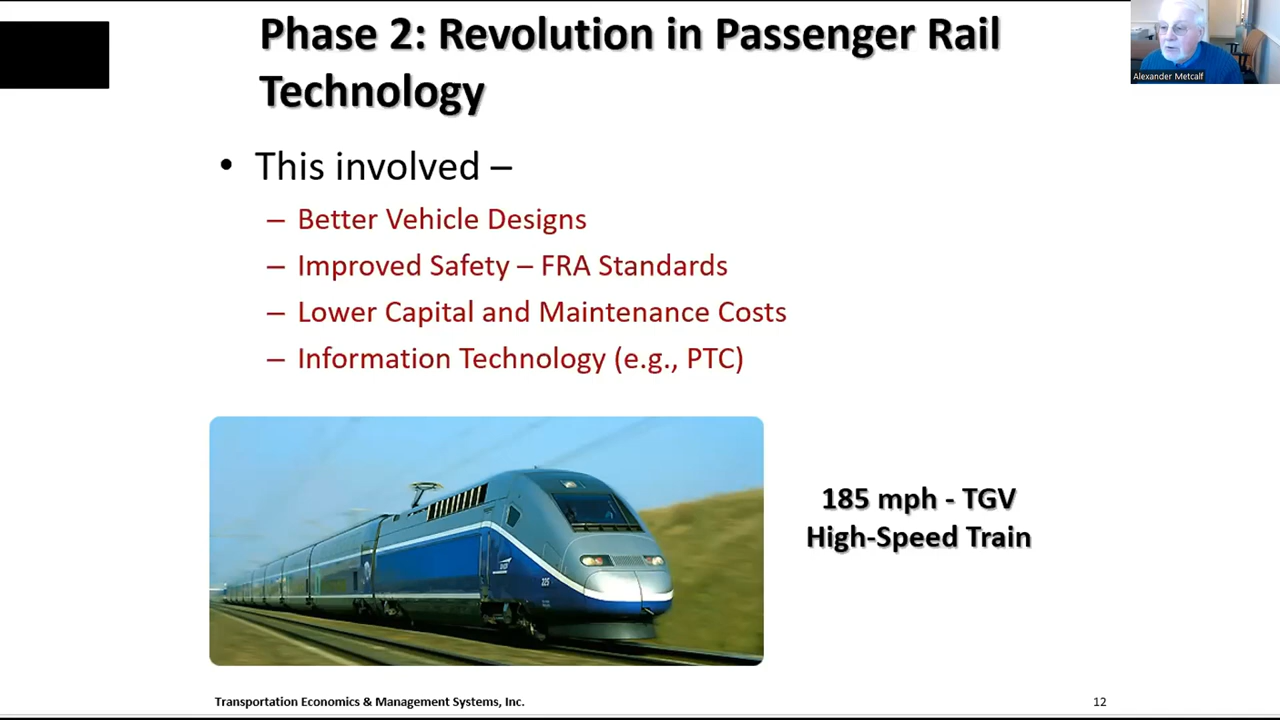 Phase 2: Revolution in Passenger Rail
Technology
Alexander Metcalf
• This involved –
– Better Vehicle Designs
– Improved Safety – FRA Standards
– Lower Capital and Maintenance Costs
– Information Technology (e.g., PTC)
225
185 mph - TGV
High-Speed Train
Transportation Economics & Management Systems, Inc.
12